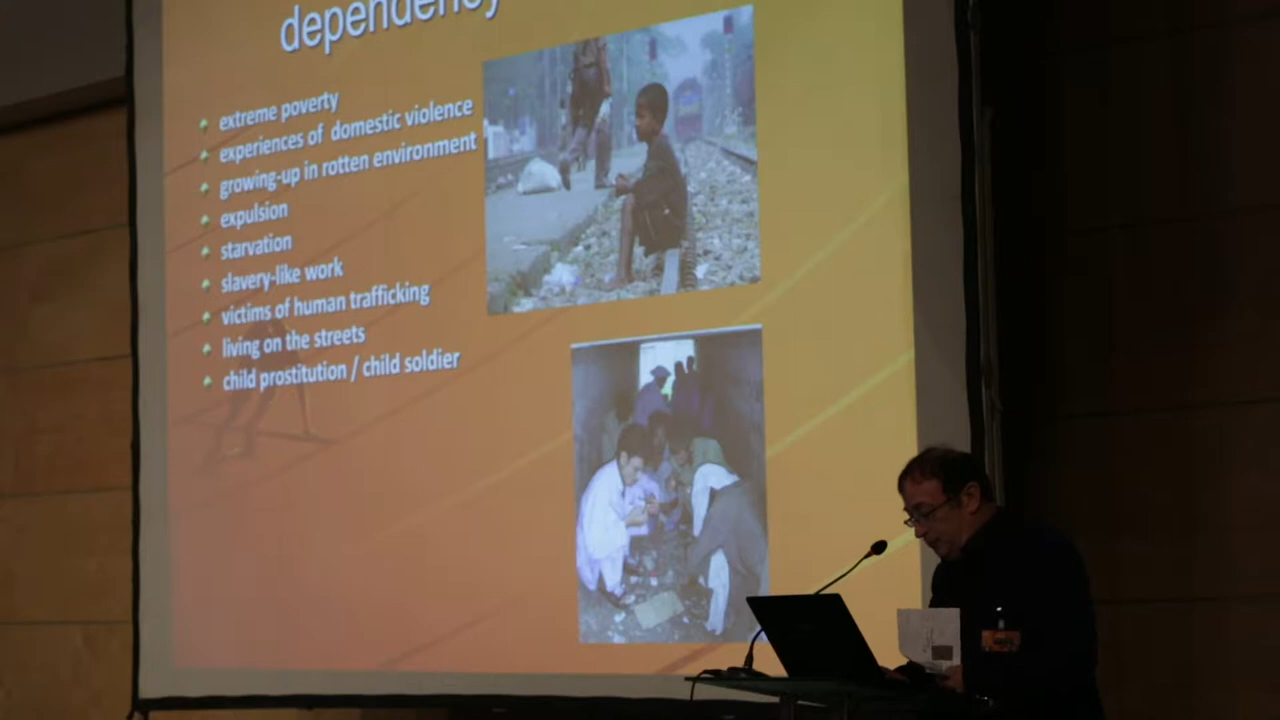 dependency
extreme poverty
experiences of domestic violence
growing-up in rotten environment
expulsion
starvation
slavery-like work
victims of human trafficking
living on the streets
child prostitution / child soldier